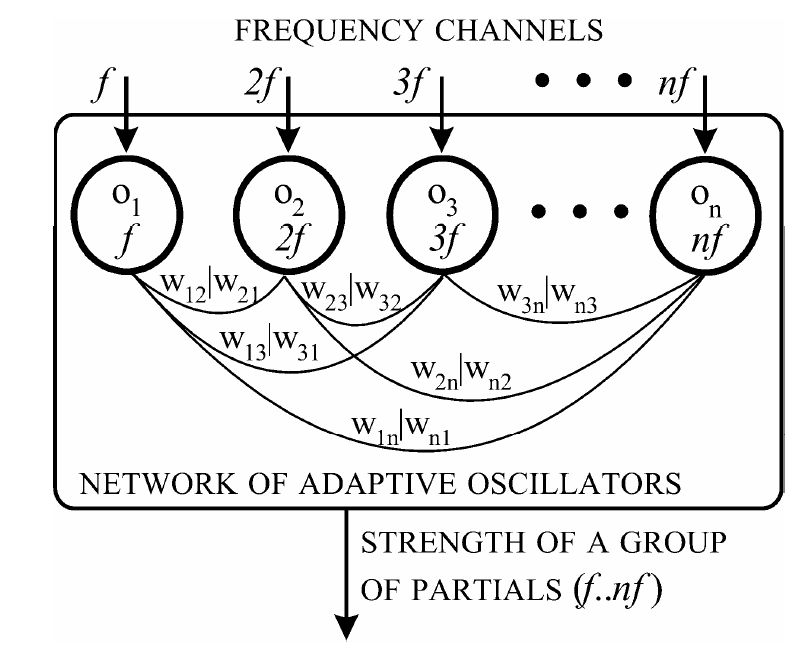 FREQUENCY CHANNELS
f 2f 3f • • • nf
o1 o2 o3 • • • on
f 2f 3f nf
w12|w21 w23|w32 w3n|wn3
w13|w31
w2n|wn2
w1n|wn1
NETWORK OF ADAPTIVE OSCILLATORS
STRENGTH OF A GROUP
OF PARTIALS (f..nf)